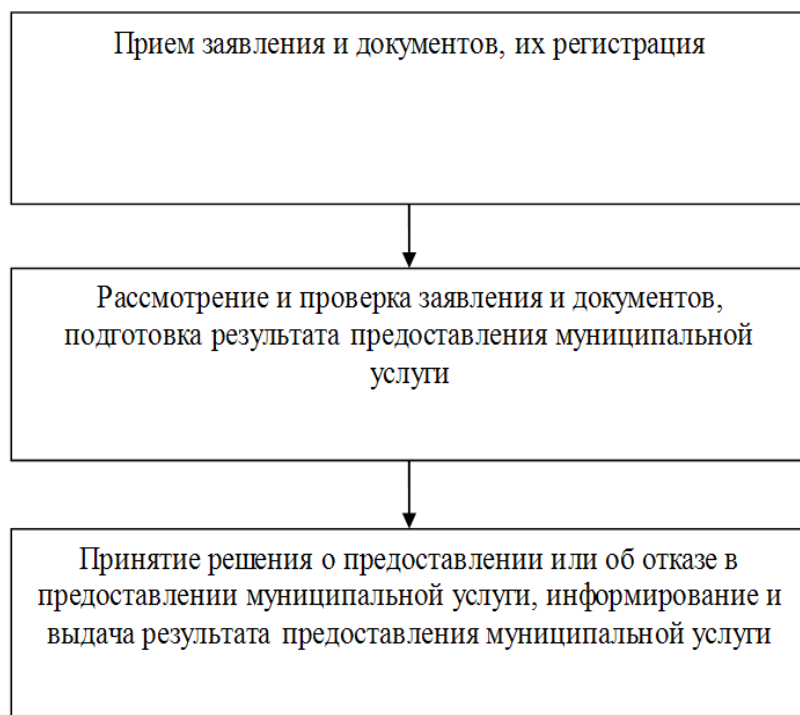 Прием заявления и документов, их регистрация
Рассмотрение и проверка заявления и документов,
подготовка результата предоставления муниципальной
услуги
Принятие решения о предоставлении или об отказе в
предоставлении муниципальной услуги, информирование и
выдача результата предоставления муниципальной услуги